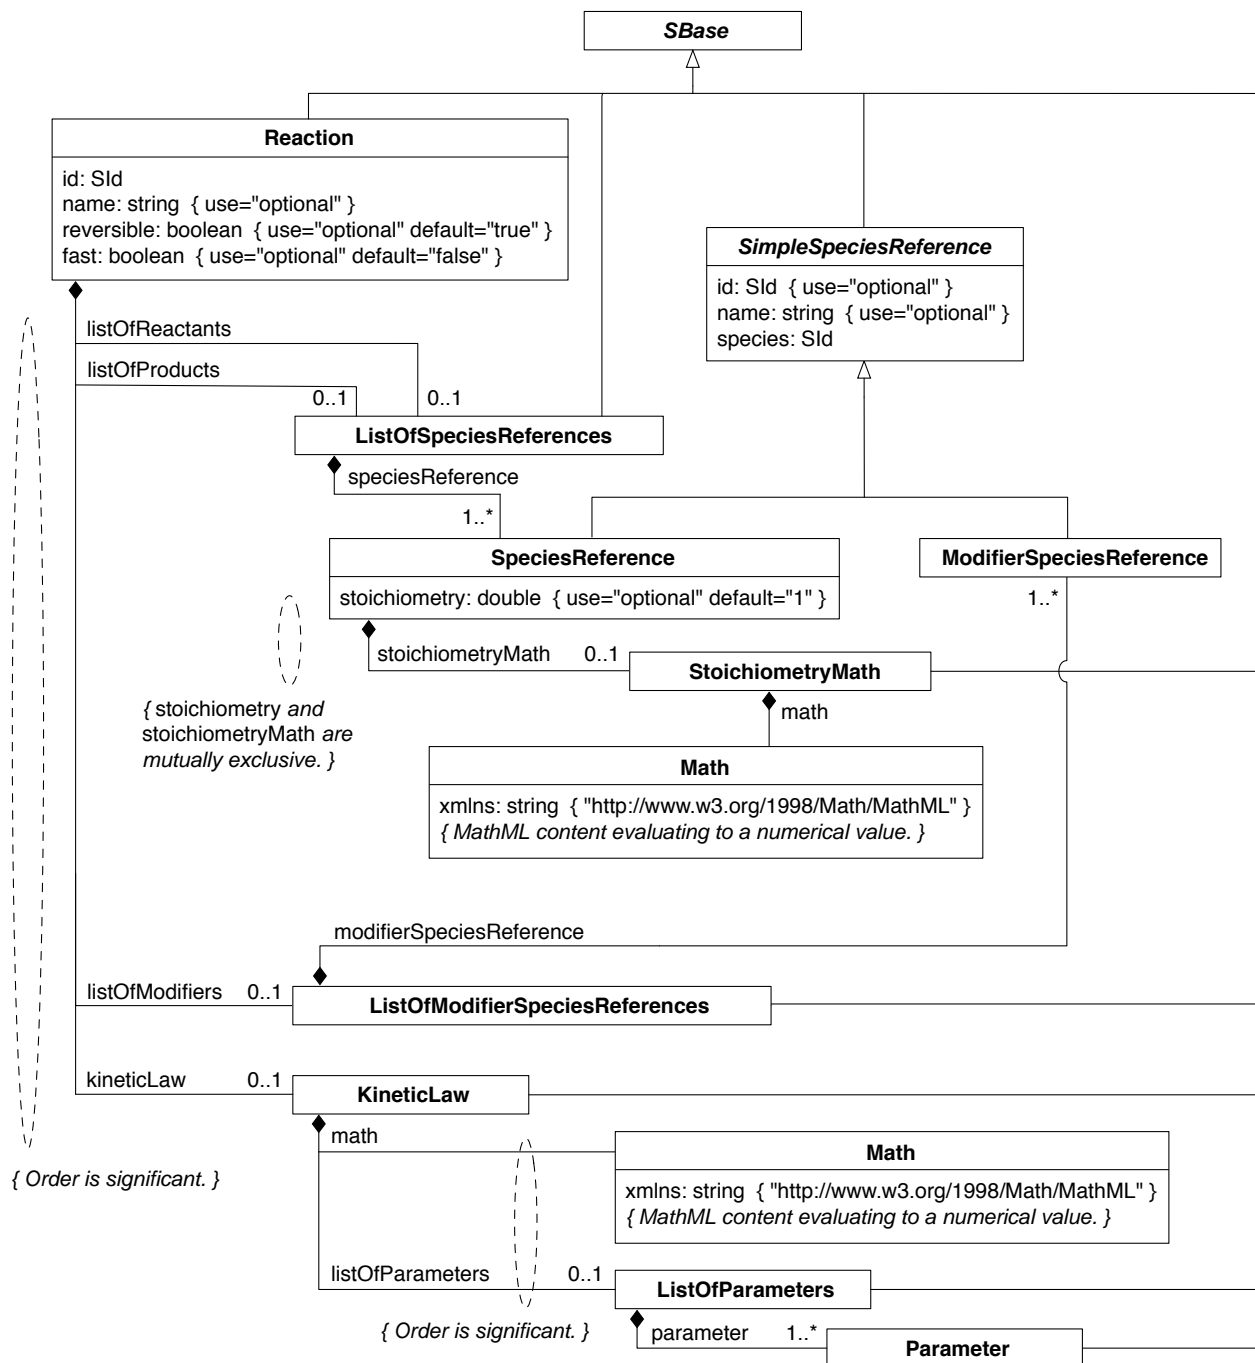 SBase
Reaction
id: SId
name: string { use="optional" }
reversible: boolean { use="optional" default="true" }
fast: boolean { use="optional" default="false" }
SimpleSpeciesReference
id: SId { use="optional" }
name: string { use="optional" }
species: SId
listOfReactants
listOfProducts
0..1
0..1
ListOfSpeciesReferences
speciesReference
1..*
SpeciesReference
stoichiometry: double { use="optional" default="1" }
ModifierSpeciesReference
1..*
stoichiometryMath
0..1
StoichiometryMath
{ stoichiometry and
stoichiometryMath are
mutually exclusive. }
math
Math
xmlns: string { "http://www.w3.org/1998/Math/MathML" }
{ MathML content evaluating to a numerical value. }
modifierSpeciesReference
listOfModifiers
0..1
ListOfModifierSpeciesReferences
kineticLaw
0..1
KineticLaw
math
{ Order is significant. }
Math
xmlns: string { "http://www.w3.org/1998/Math/MathML" }
{ MathML content evaluating to a numerical value. }
listOfParameters
0..1
ListOfParameters
{ Order is significant. }
parameter
1..*
Parameter